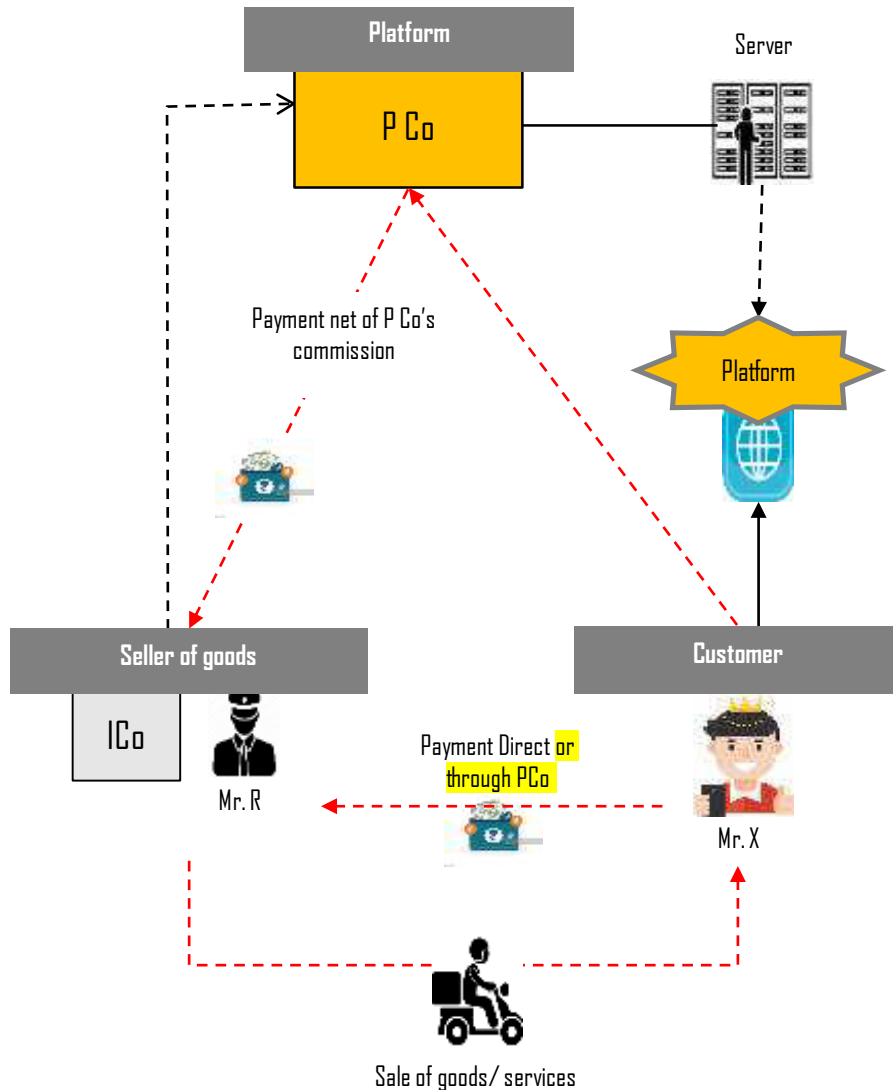 Platform
Server
P Co
Payment net of P Co's
commission
Platform
Seller of goods
Customer
ICo
Payment Direct or
through PCo
Mr. R
Mr. X
Sale of goods/ services